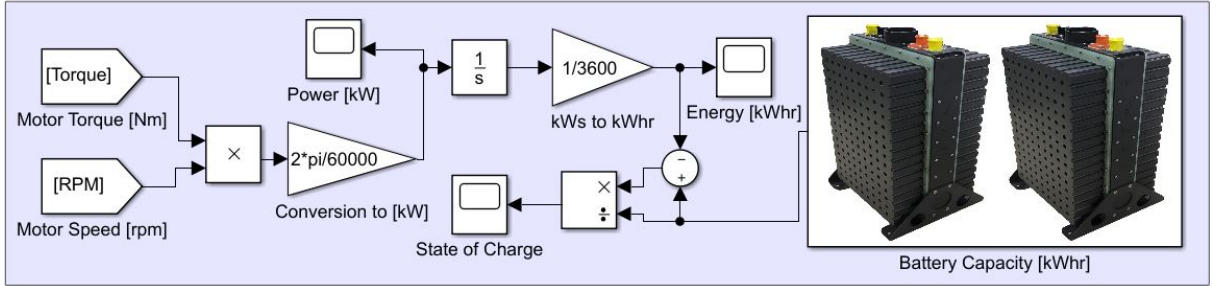 [Torque]
Motor Torque [Nm]
[RPM]
Motor Speed [rpm]
×
2*pi/60000
Conversion to [kW]
Power [kW]
1
s
1/3600
kWs to kWhr
Energy [kWhr]
−
+
×
÷
State of Charge
Battery Capacity [kWhr]